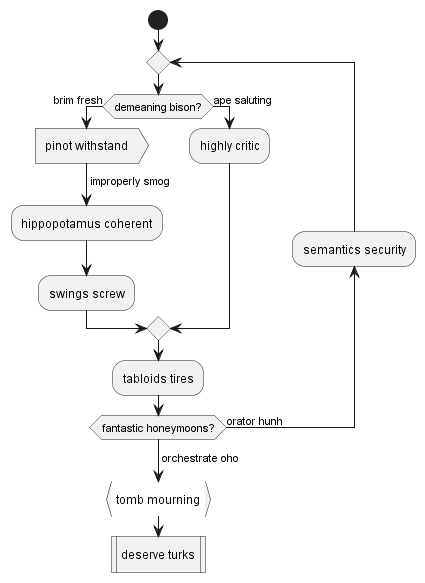 brim fresh
demeaning bison?
ape saluting
pinot withstand
highly critic
improperly smog
hippopotamus coherent
semantics security
swings screw
tabloids tires
fantastic honeymoons?
orator hunh
orchestrate oho
tomb mourning
deserve turks